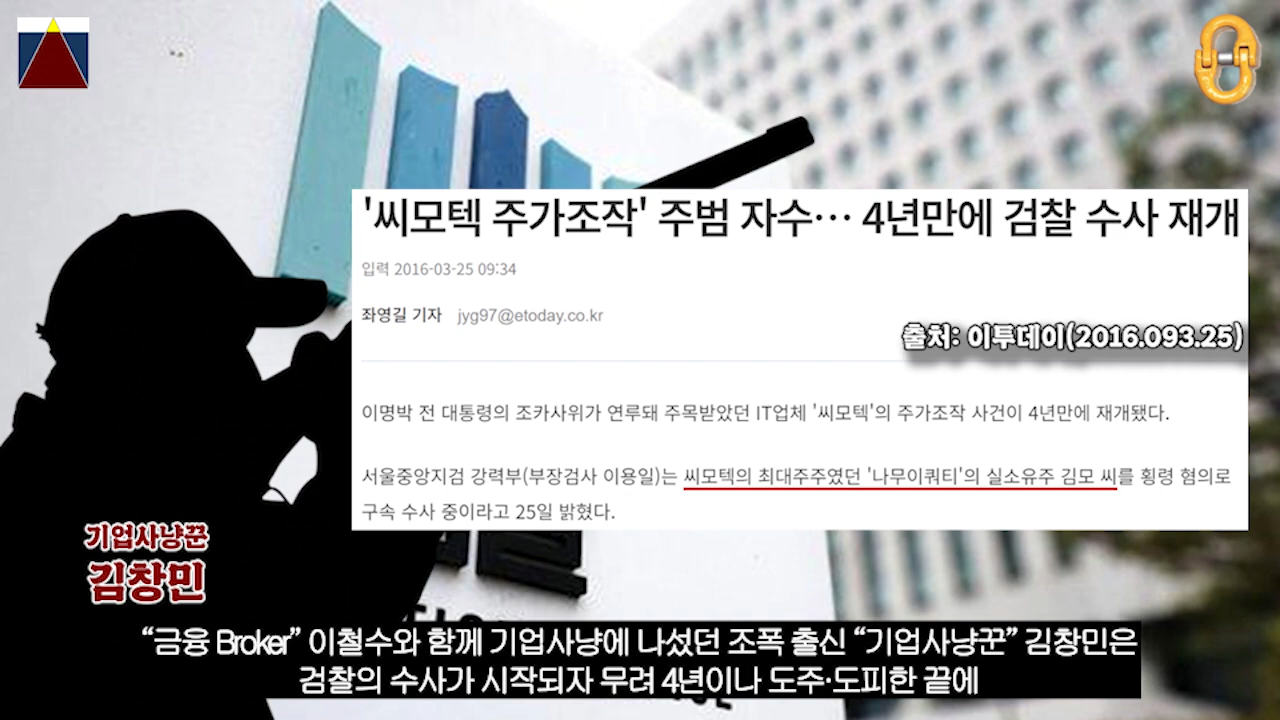 '씨모텍 주가조작' 주범 자수… 4년만에 검찰 수사 재개
입력 2016-03-25 09:34
좌영길 기자 jyg97@etoday.co.kr
출처: 이투데이(2016.093.25)
이명박 전 대통령의 조카사위가 연루돼 주목받았던 IT업체 '씨모텍'의 주가조작 사건이 4년만에 재개됐다.
서울중앙지검 강력부(부장검사 이용일)는 씨모텍의 최대주주였던 '나무이쿼티'의 실소유주 김모 씨를 횡령 혐의로
구속 수사 중이라고 25일 밝혔다.
기업사냥꾼
김창민
“금융 Broker” 이철수와 함께 기업사냥에 나섰던 조폭 출신 “기업사냥꾼” 김창민은
검찰의 수사가 시작되자 무려 4년이나 도주·도피한 끝에